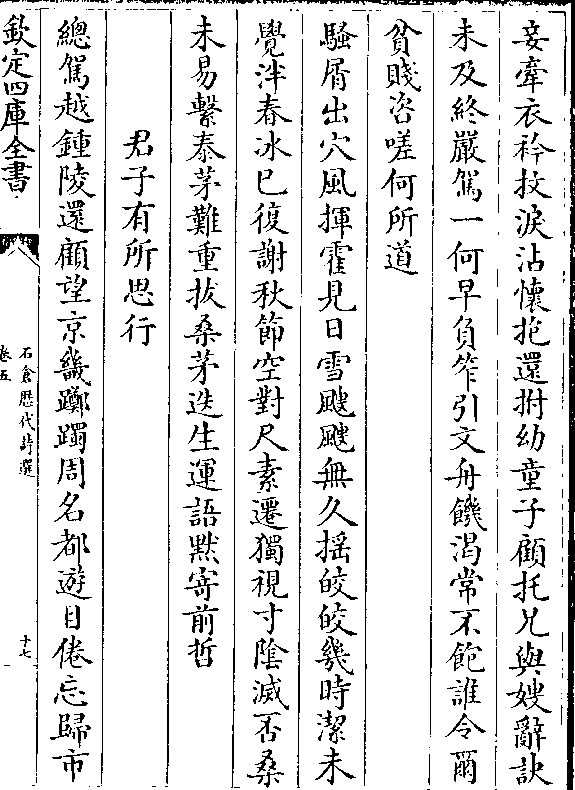 妾牽衣衿抆淚沾懷抱還拊幼童子顧托兄與嫂辭訣
未及終嚴駕一何早負笮引文舟饑渴常不飽誰令爾
貧賤咨嗟何所道
騷屑出穴風揮霍見日雪颼颼無久搖皎皎幾時潔未
覺泮春冰已復謝秋節空對尺素遷獨視寸陰滅否桑
未易繫泰茅難重拔桑茅迭生運語默寄前哲
君子有所思行
總駕越鍾陵還顧望京畿躑躅周名都遊目倦忘歸市
欽定四庫全書
石倉歷代詩選
卷五
十七